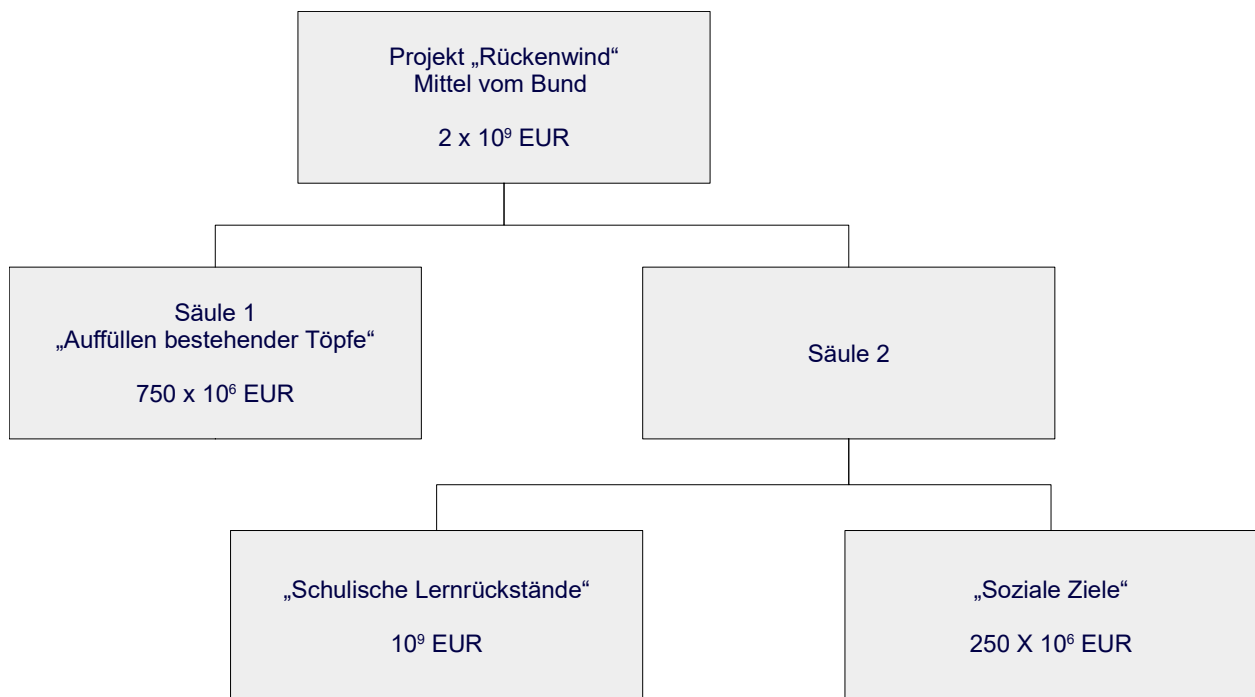 Projekt „Rückenwind“
Mittel vom Bund
2 x 10⁹ EUR
Säule 1
„Auffüllen bestehender Töpfe“
750 x 10⁶ EUR
Säule 2
„Schulische Lernrückstände“
10⁹ EUR
„Soziale Ziele“
250 X 10⁶ EUR